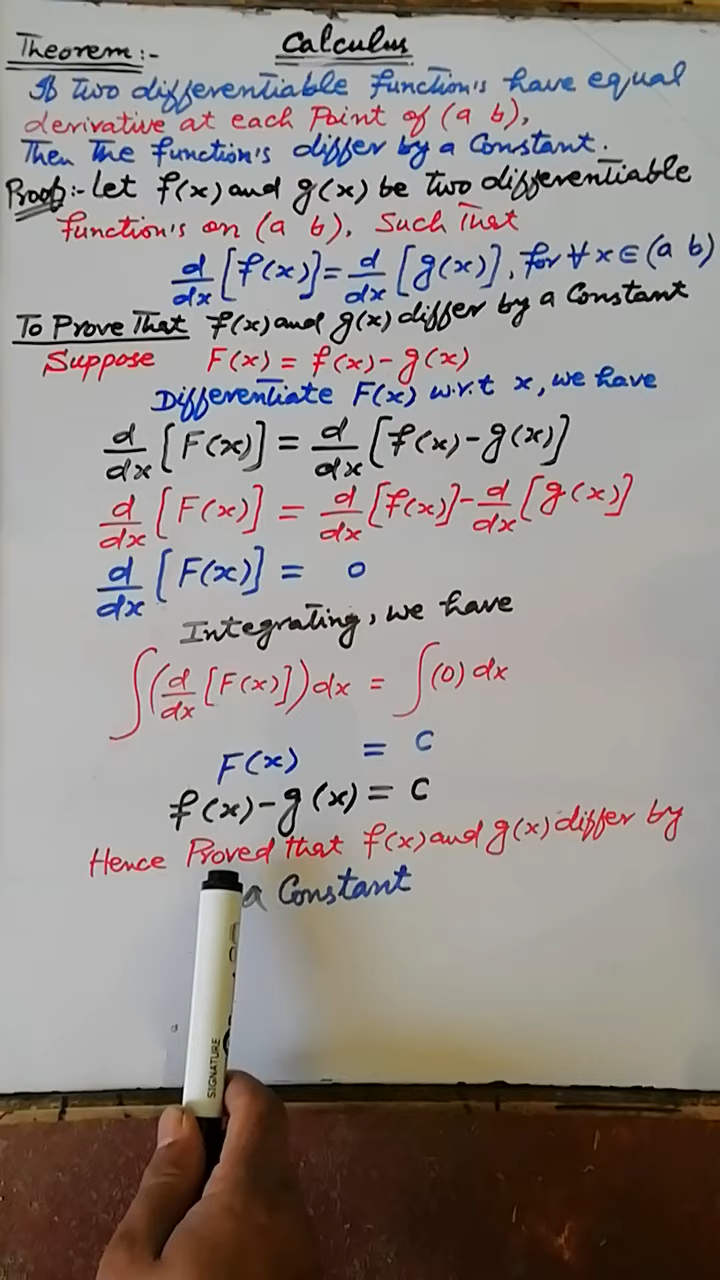 Calculus
Theorem:-
If two differentiable function's have equal
derivative at each Point of (a b),
Then The function's differ by a Constant.
Proof:- Let f(x) and g(x) be two differentiable
function's on (a b), Such That
d/dx [f(x)] = d/dx [g(x)], for ∀ x ∈ (a b)
To Prove That f(x) and g(x) differ by a Constant
Suppose F(x) = f(x) - g(x)
Differentiate F(x) w.r.t x, we have
d/dx [F(x)] = d/dx [f(x) - g(x)]
d/dx [F(x)] = d/dx [f(x)] - d/dx [g(x)]
d/dx [F(x)] = 0
Integrating, we have
∫(d/dx [F(x)]) dx = ∫(0) dx
F(x) = C
f(x) - g(x) = C
Hence Proved that f(x) and g(x) differ by
a Constant
SIGNATURE